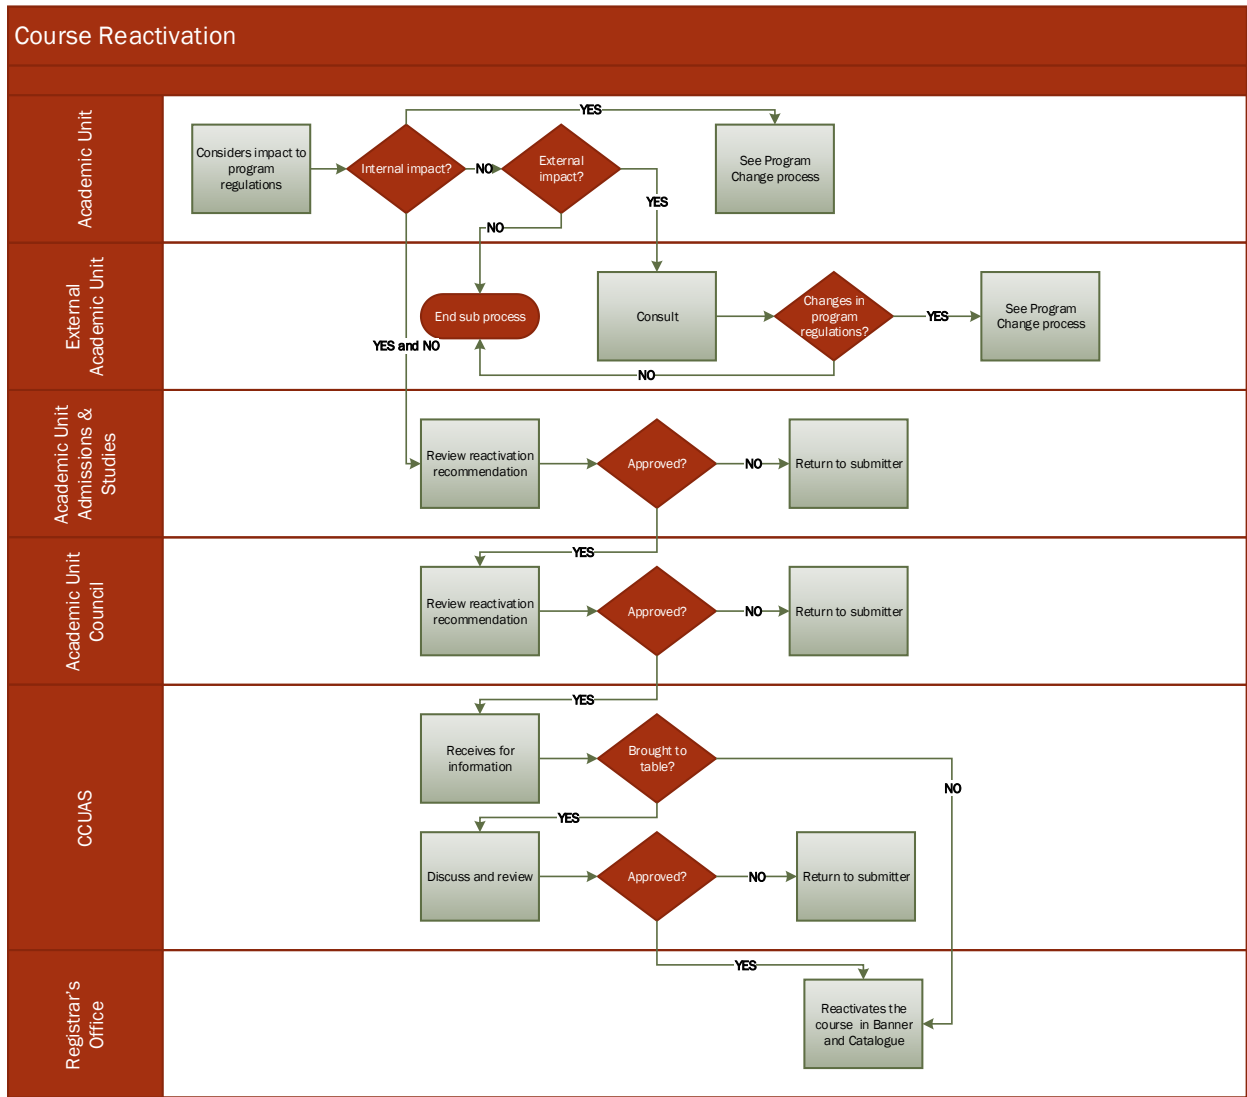 Course Reactivation
Academic Unit
Considers impact to
program
regulations
Internal impact?
YES
NO
External
impact?
NO
YES
See Program
Change process
External
Academic Unit
End sub process
YES and NO
Consult
Changes in
program
regulations?
YES
See Program
Change process
NO
Academic Unit
Admissions &
Studies
Review reactivation
recommendation
Approved?
NO
Return to submitter
YES
Academic Unit
Council
Review reactivation
recommendation
Approved?
NO
Return to submitter
YES
CCUAS
Receives for
information
Brought to
table?
NO
YES
Discuss and review
Approved?
NO
Return to submitter
YES
Registrar's
Office
Reactivates the
course in Banner
and Catalogue